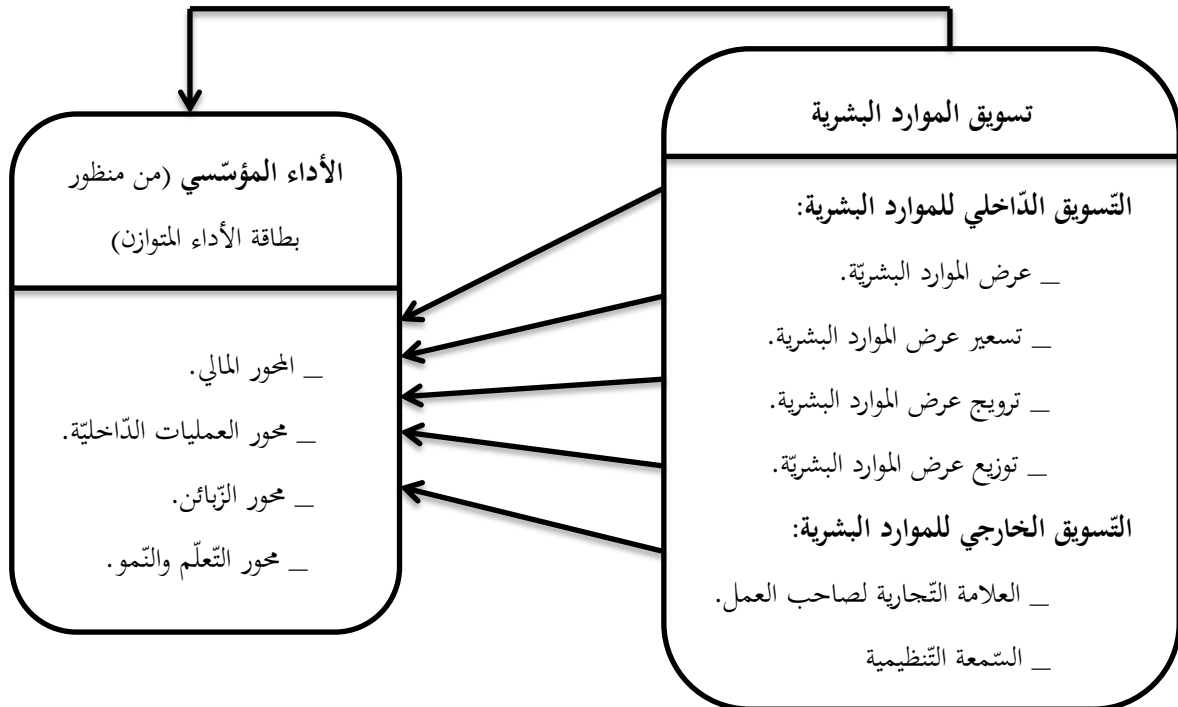 تسويق الموارد البشرية
التّسويق الدّاخلي للموارد البشرية:
_ عرض الموارد البشريّة.
_ تسعير عرض الموارد البشرية.
_ ترويج عرض الموارد البشرية.
_ توزيع عرض الموارد البشريّة.
التّسويق الخارجي للموارد البشرية:
_ العلامة التّجارية لصاحب العمل.
_ السّمعة التّنظيمية
الأداء المؤسّسي (من منظور
بطاقة الأداء المتوازن)
_ المحور المالي.
_ محور العمليات الدّاخليّة.
_ محور الزّبائن.
_ محور التّعلّم والنّمو.